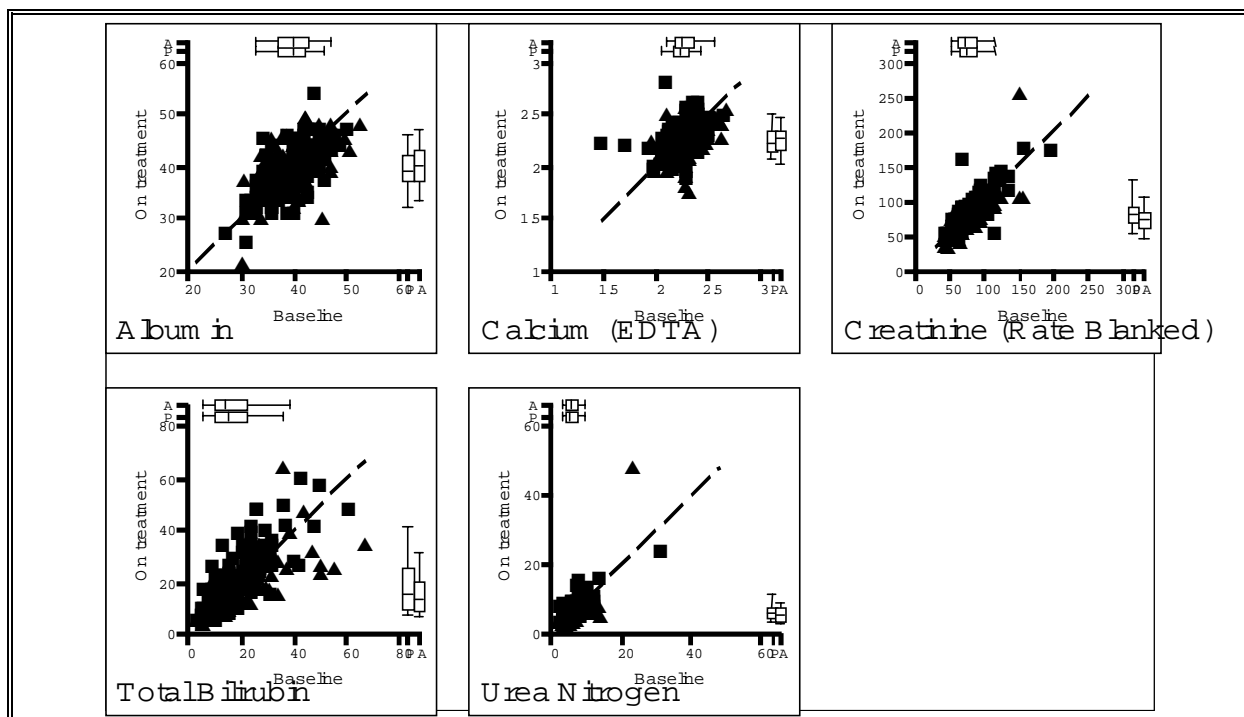 A
P
60
50
40
30
20
On treatment
20 30 40 50 60 P A
Baseline
Albumin
A
P
3
2 5
2
1 5
1
On treatment
1 1 5 2 2 5 3 P A
Baseline
Calcium (EDTA)
A
P
300
250
200
150
100
50
0
On treatment
0 50 100 150 200 250 300 P A
Baseline
Creatinine (Rate Blanked)
A
P
80
60
40
20
0
On treatment
0 20 40 60 80 P A
Baseline
Total Bilirubin
A
P
60
40
20
0
On treatment
0 20 40 60 P A
Baseline
Urea Nitrogen